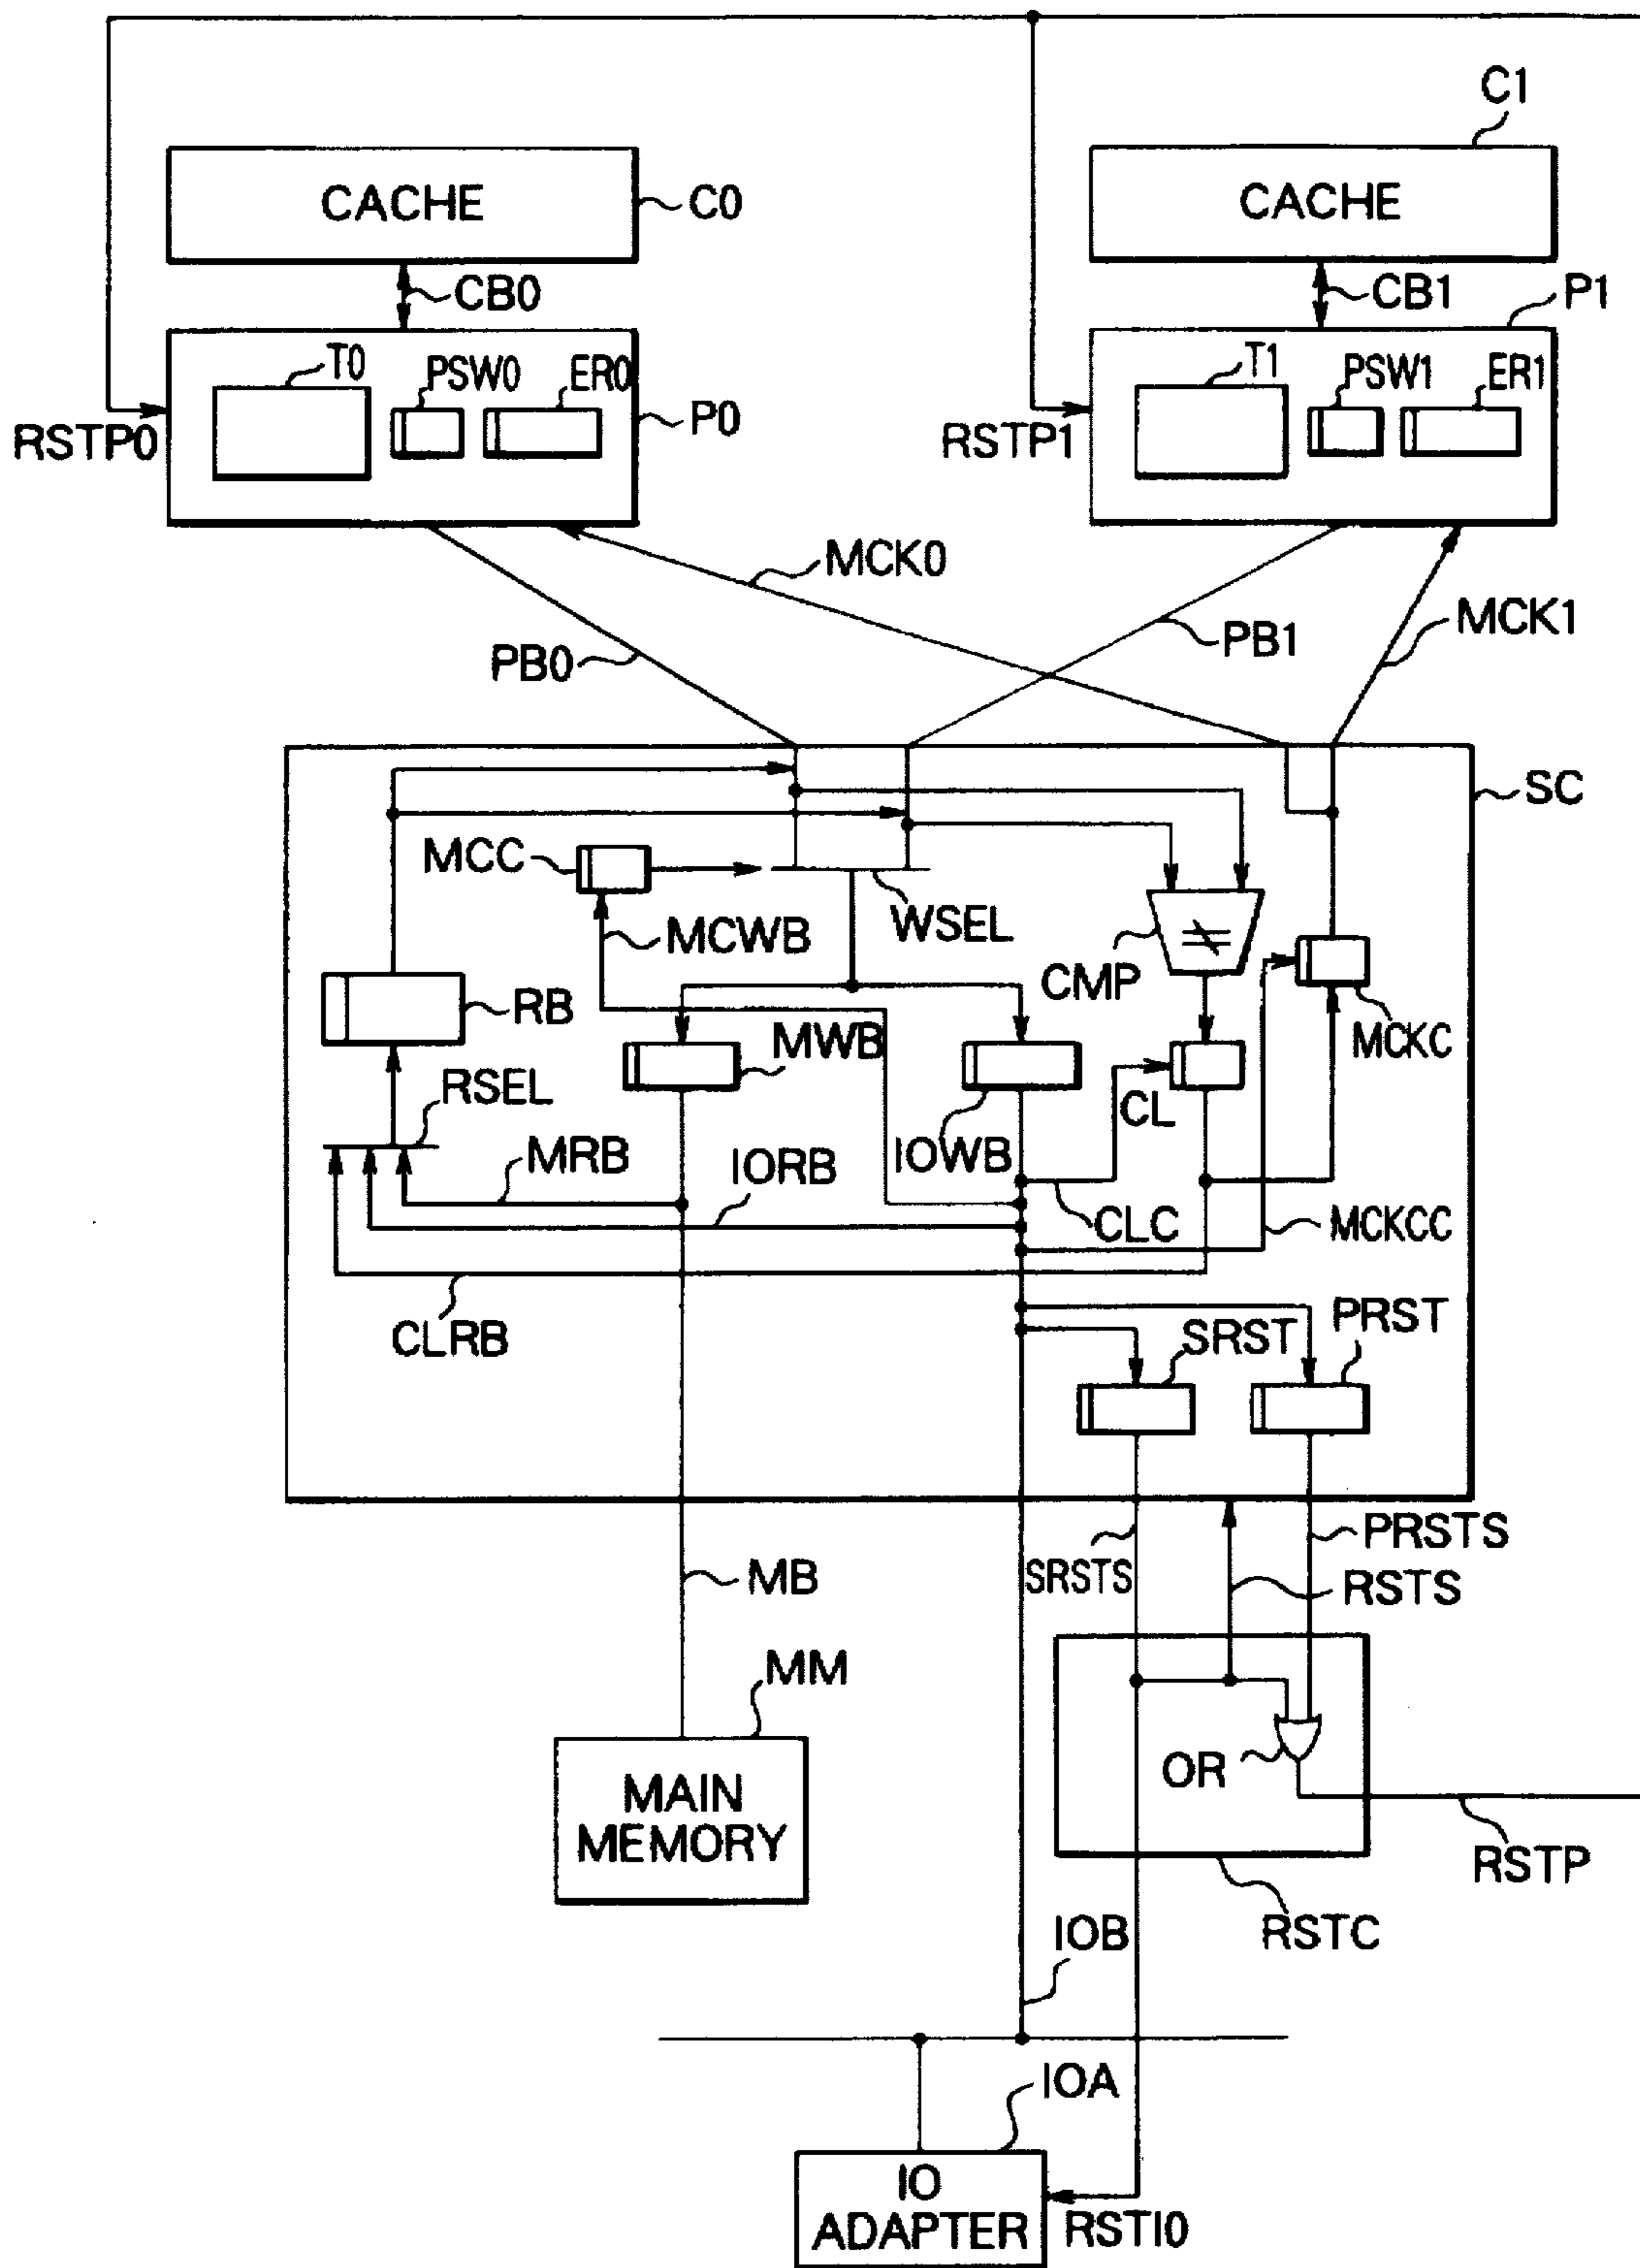 C1
CACHE
C0
CACHE
CB0
CB1
P1
T0
PSW0
ER0
P0
T1
PSW1
ER1
RSTP0
RSTP1
MCK0
PB0
PB1
MCK1
SC
MCC
WSEL
MCWB
CMP
RB
MWB
MCKC
RSEL
CL
MRB
IORB
IOWB
CLC
MCKCC
CLRB
SRST
PRST
PRSTS
SRSTS
RSTS
MB
MM
OR
MAIN
MEMORY
RSTP
RSTC
IOB
IOA
IO
ADAPTER
RSTIO